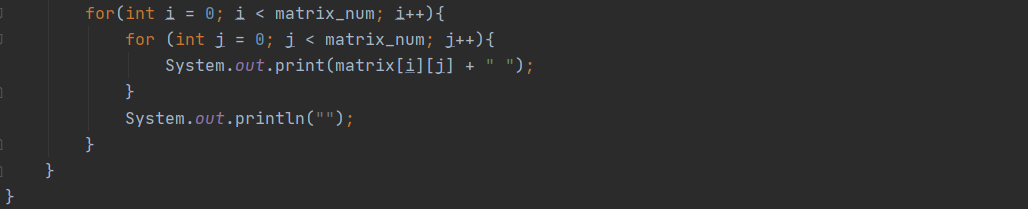 for(int i = 0; i < matrix_num; i++){
for (int j = 0; j < matrix_num; j++){
System.out.print(matrix[i][j] + " ");
}
System.out.println("");
}
}
}